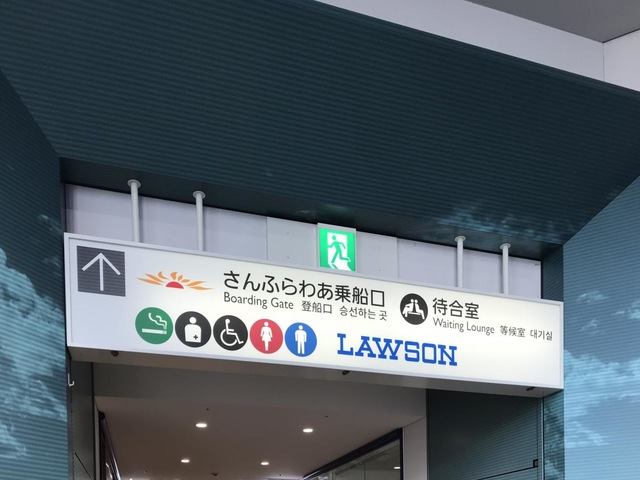 さんふらわあ乗船口
Boarding Gate 登船口 승선하는 곳
待合室
Waiting Lounge 等候室 대기실
LAWSON